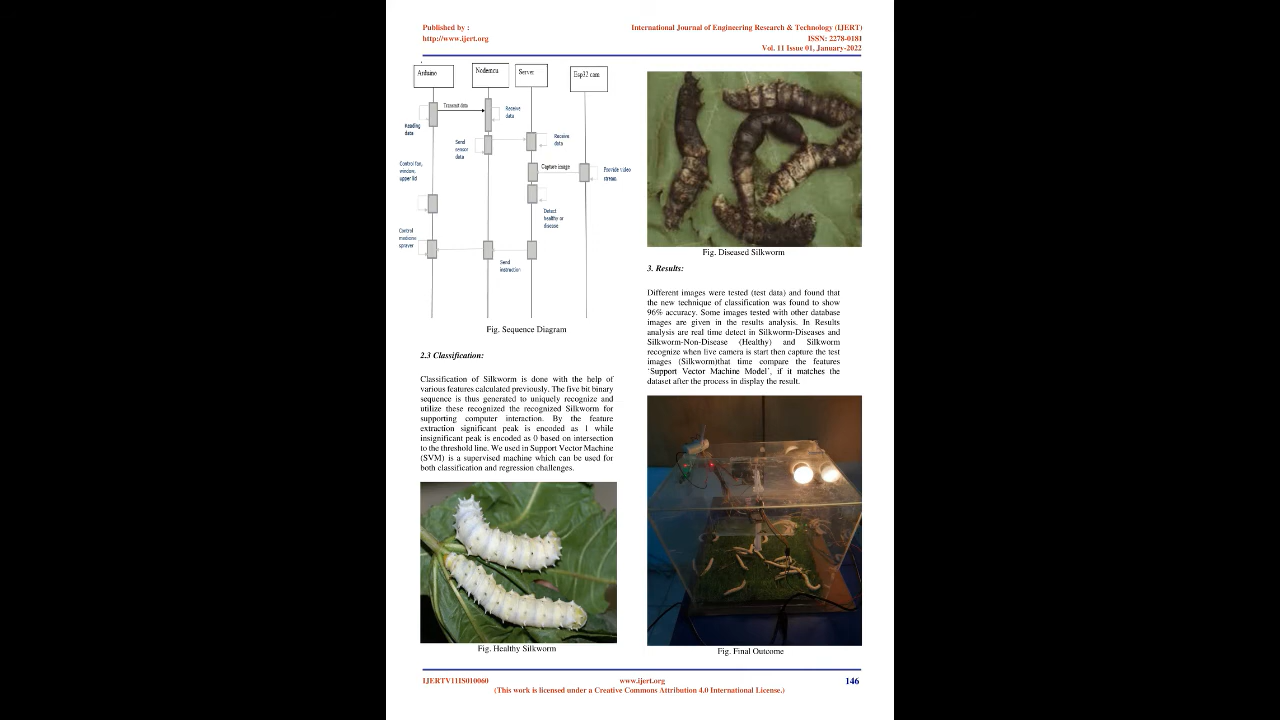 Published by :
http://www.ijert.org
International Journal of Engineering Research & Technology (IJERT)
ISSN: 2278-0181
Vol. 11 Issue 01, January-2022
Arduino
Nodemcu
Server
Esp32 cam
Transmit data
Receive
data
Reading
data
Send
sensor
data
Receive
data
Control fan,
window,
upper lid
Capture image
Provide video
stream
Detect
healthy or
disease
Control
medicine
sprayer
Send
instruction
Fig. Sequence Diagram
2.3 Classification:
Classification of Silkworm is done with the help of
various features calculated previously. The five bit binary
sequence is thus generated to uniquely recognize and
utilize these recognized the recognized Silkworm for
supporting computer interaction. By the feature
extraction significant peak is encoded as 1 while
insignificant peak is encoded as 0 based on intersection
to the threshold line. We used in Support Vector Machine
(SVM) is a supervised machine which can be used for
both classification and regression challenges.
Fig. Healthy Silkworm
Fig. Diseased Silkworm
3. Results:
Different images were tested (test data) and found that
the new technique of classification was found to show
96% accuracy. Some images tested with other database
images are given in the results analysis. In Results
analysis are real time detect in Silkworm-Diseases and
Silkworm-Non-Disease (Healthy) and Silkworm
recognize when live camera is start then capture the test
images (Silkworm)that time compare the features
‘Support Vector Machine Model’, if it matches the
dataset after the process in display the result.
Fig. Final Outcome
IJERTV11IS010060
www.ijert.org
146
(This work is licensed under a Creative Commons Attribution 4.0 International License.)